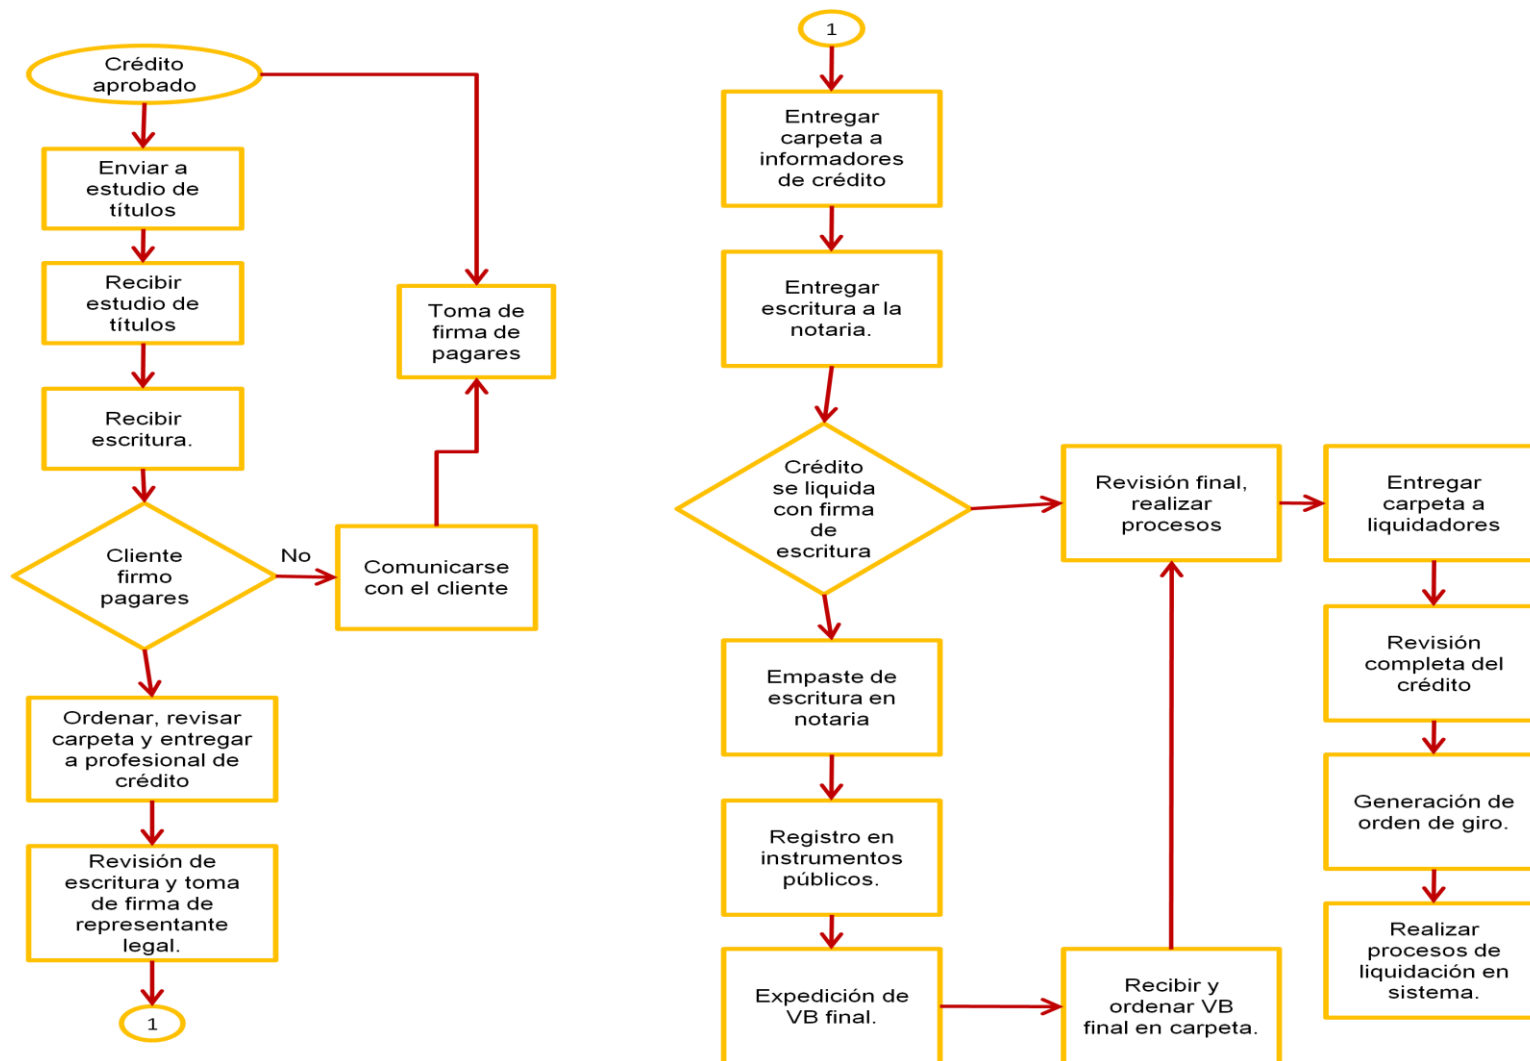 Crédito
aprobado
Enviar a
estudio de
títulos
Recibir
estudio de
títulos
Recibir
escritura.
Cliente
firmo
pagares
No
Comunicarse
con el cliente
Toma de
firma de
pagares
Ordenar, revisar
carpeta y entregar
a profesional de
crédito
Revisión de
escritura y toma
de firma de
representante
legal.
1
1
Entregar
carpeta a
informadores
de crédito
Entregar
escritura a la
notaria.
Crédito
se liquida
con firma
de
escritura
Empaste de
escritura en
notaria
Registro en
instrumentos
públicos.
Expedición de
VB final.
Recibir y
ordenar VB
final en carpeta.
Revisión final,
realizar
procesos
Entregar
carpeta a
liquidadores
Revisión
completa del
crédito
Generación de
orden de giro.
Realizar
procesos de
liquidación en
sistema.